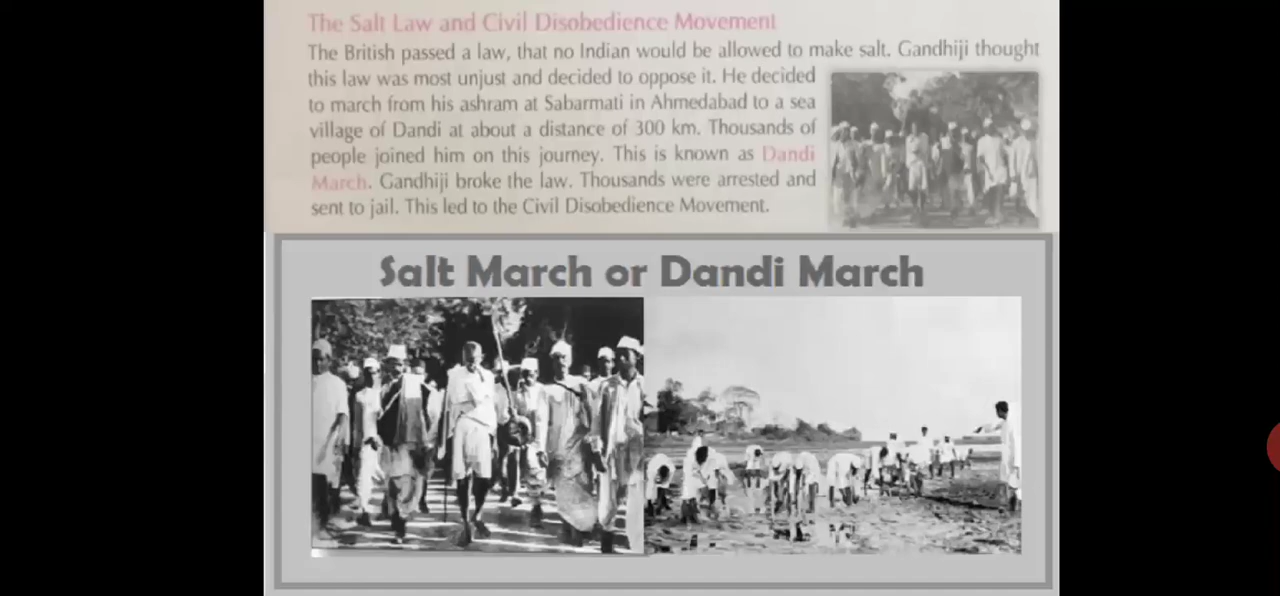 The Salt Law and Civil Disobedience Movement
The British passed a law, that no Indian would be allowed to make salt. Gandhiji thought
this law was most unjust and decided to oppose it. He decided
to march from his ashram at Sabarmati in Ahmedabad to a sea
village of Dandi at about a distance of 300 km. Thousands of
people joined him on this journey. This is known as Dandi
March. Gandhiji broke the law. Thousands were arrested and
sent to jail. This led to the Civil Disobedience Movement.
Salt March or Dandi March